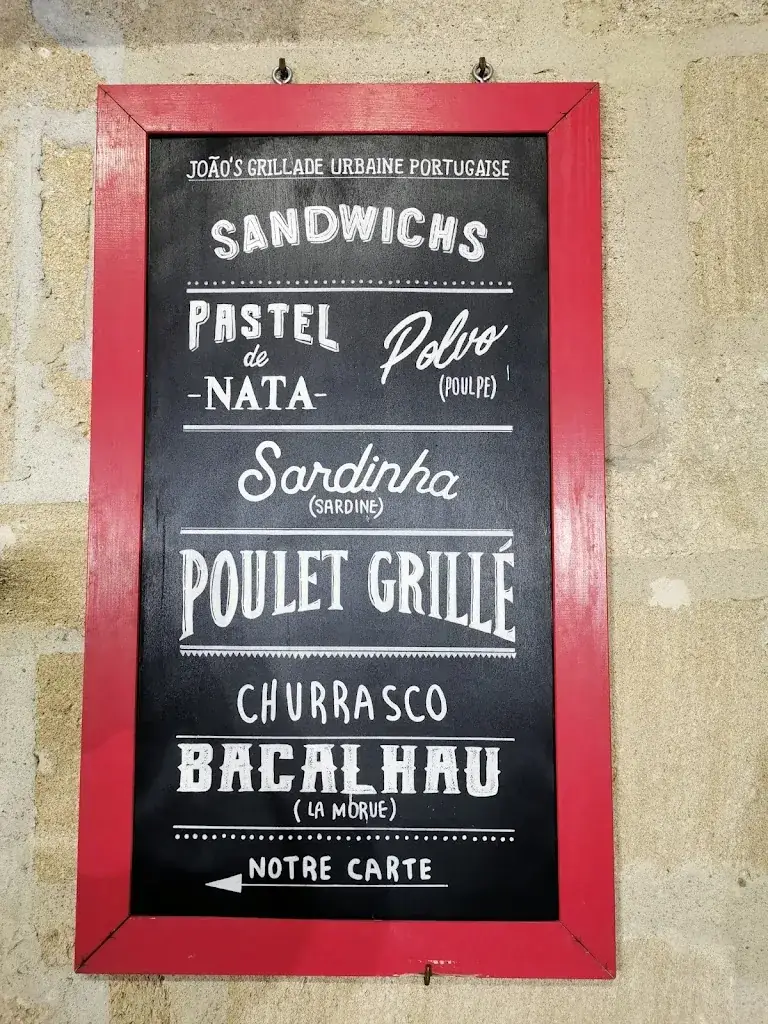 JOÃO'S GRILLADE URBAINE PORTUGAISE
SANDWICHS
PASTEL
de
-NATA-
Polvo
(POULPE)
Sardinha
(SARDINE)
POULET GRILLÉ
CHURRASCO
BACALHAU
(LA MORUE)
NOTRE CARTE